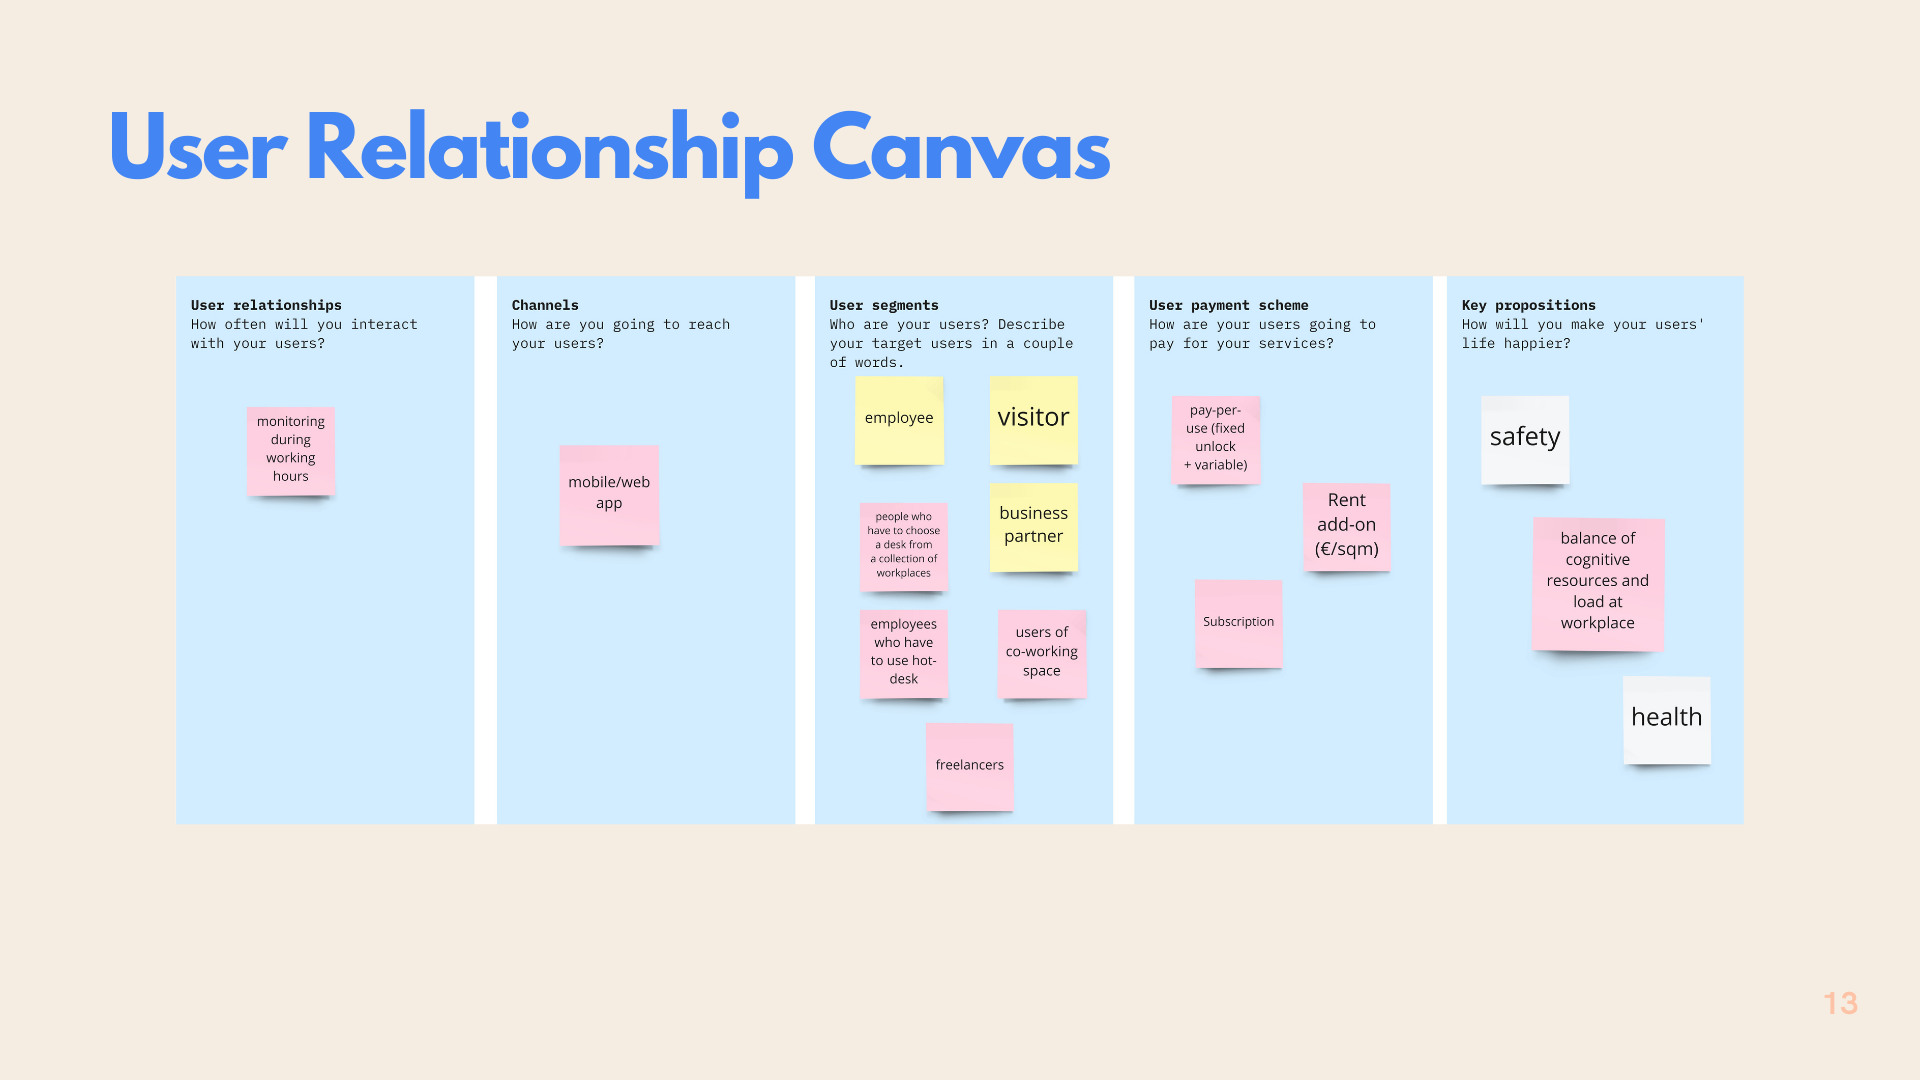 User Relationship Canvas
User relationships
How often will you interact
with your users?
monitoring
during
working
hours
Channels
How are you going to reach
your users?
mobile/web
app
User segments
Who are your users? Describe
your target users in a couple
of words.
employee
visitor
people who
have to choose
a desk from
a collection of
workplaces
business
partner
employees
who have
to use hot-
desk
users of
co-working
space
freelancers
User payment scheme
How are your users going to
pay for your services?
pay-per-
use (fixed
unlock
+ variable)
Rent
add-on
(€/sqm)
Subscription
Key propositions
How will you make your users'
life happier?
safety
balance of
cognitive
resources and
load at
workplace
health
13